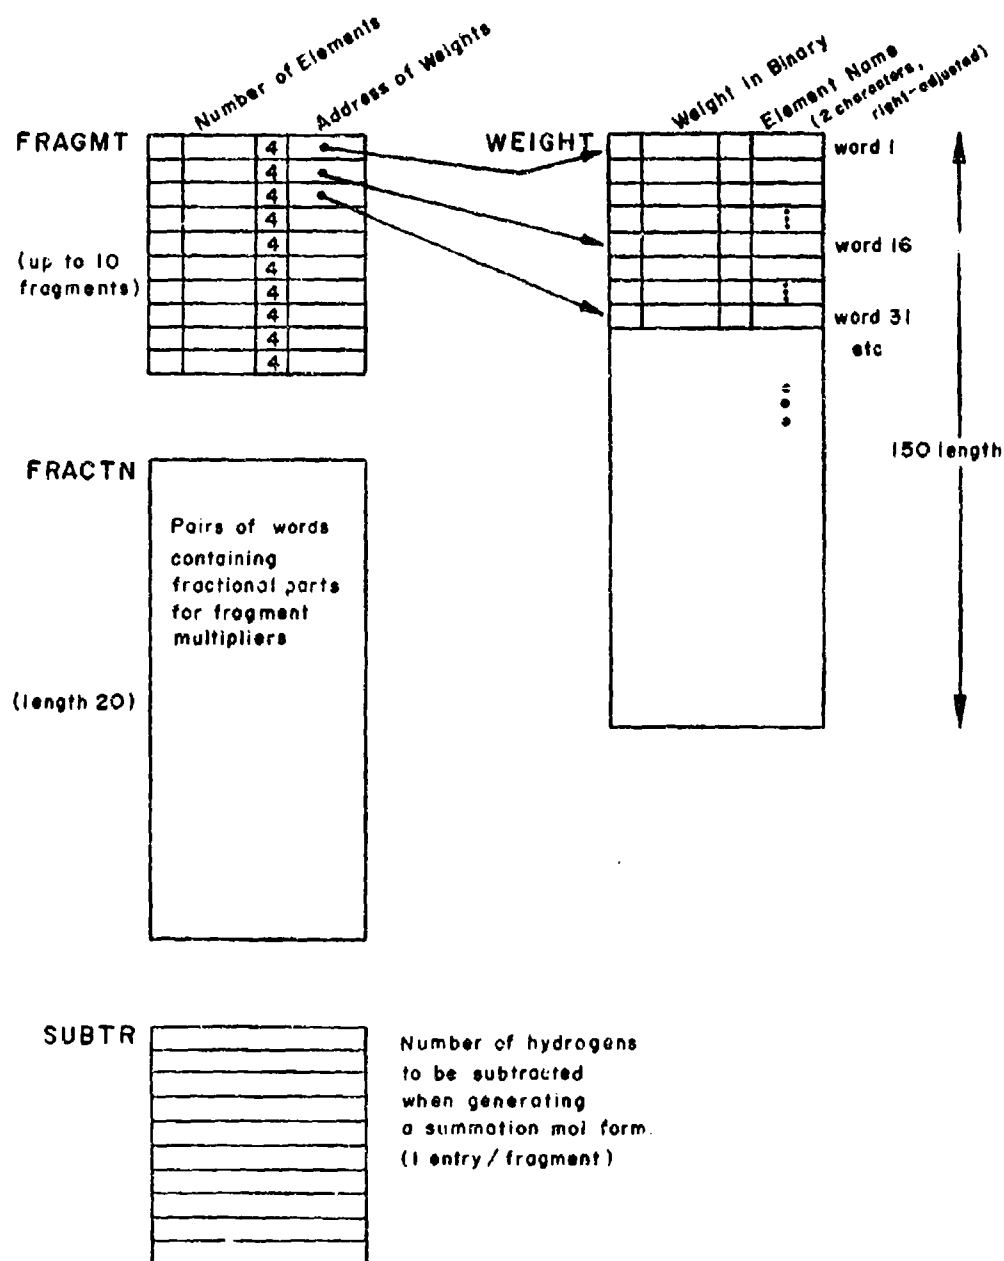 Number of Elements
Address of Weights
FRAGMT
4
4
4
4
4
4
4
4
4
4
(up to 10
fragments)
WEIGHT
Weight in Binary
Element Name
(2 characters,
right-adjusted)
word 1
word 16
word 31
etc
150 length
FRACTN
Pairs of words
containing
fractional parts
for fragment
multipliers
(length 20)
SUBTR
Number of hydrogens
to be subtracted
when generating
a summation mol form.
(1 entry/fragment)